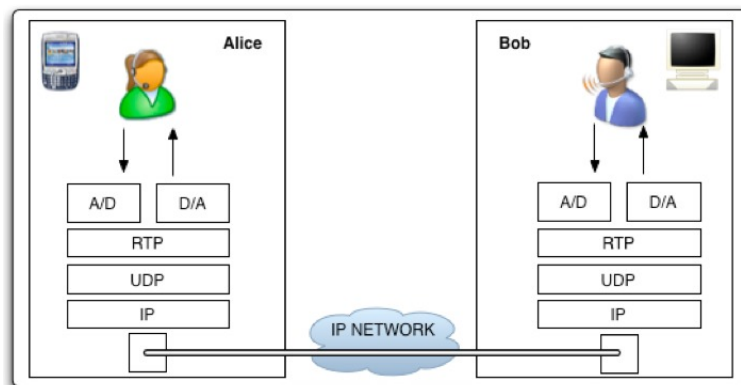 Alice
A/D
D/A
RTP
UDP
IP
IP NETWORK
Bob
A/D
D/A
RTP
UDP
IP